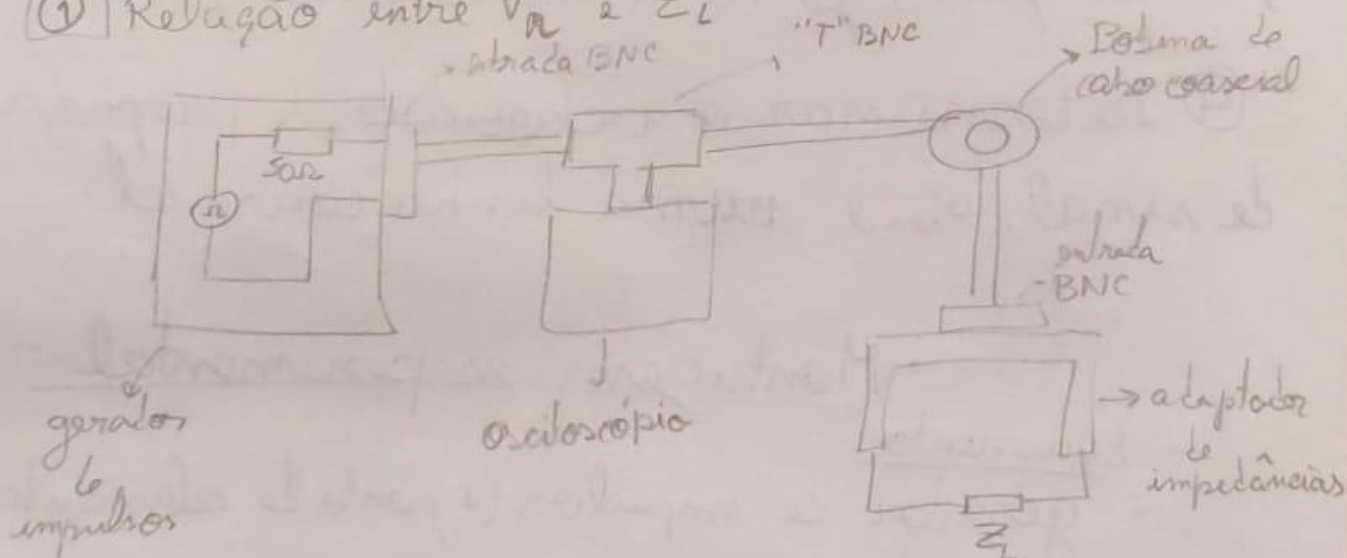 ① Relação entre V_R e Z_L
entrada BNC
"T" BNC
Bobina de
cabo coaxial
50Ω
entrada
BNC
gerador
de
impulsos
osciloscópio
adaptador
de
impedâncias
Z_L